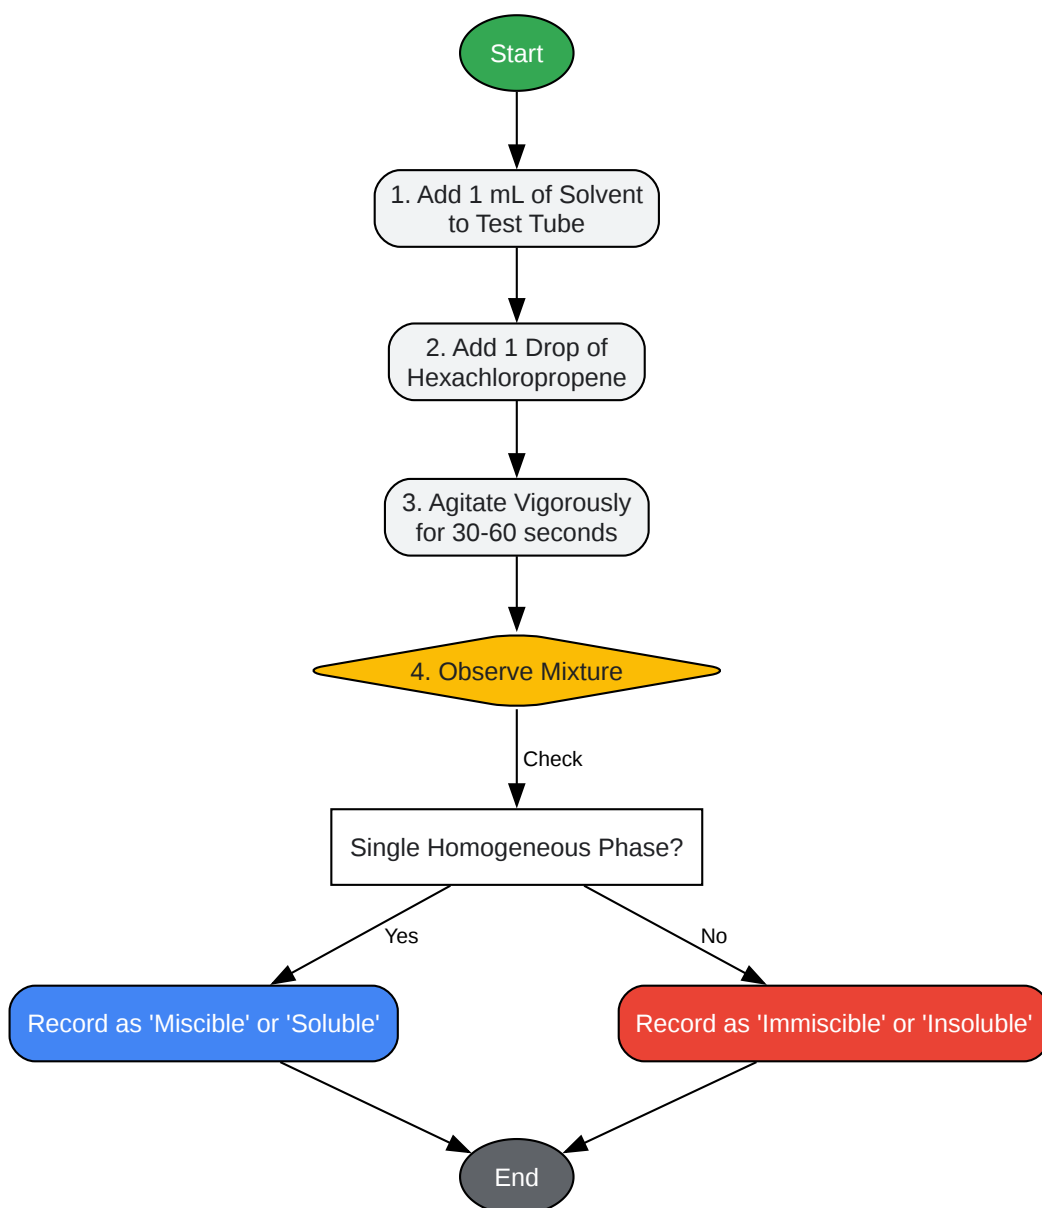 Start
1. Add 1 mL of Solvent
to Test Tube
2. Add 1 Drop of
Hexachloropropene
3. Agitate Vigorously
for 30-60 seconds
4. Observe Mixture
Check
Single Homogeneous Phase?
Yes
No
Record as 'Miscible' or 'Soluble'
Record as 'Immiscible' or 'Insoluble'
End